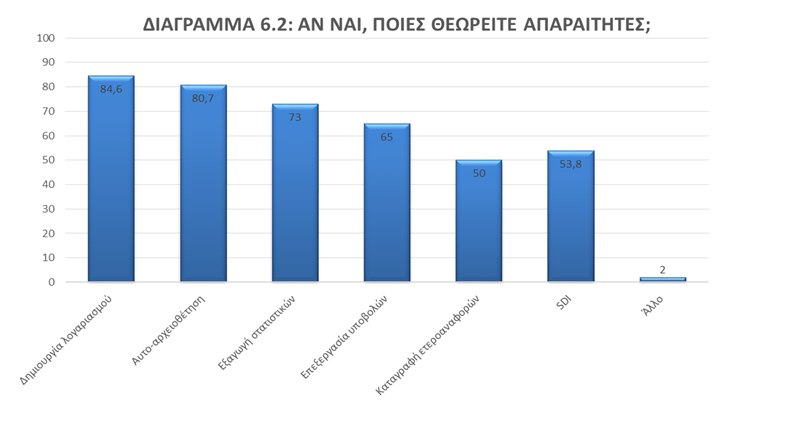 ΔΙΑΓΡΑΜΜΑ 6.2: ΑΝ ΝΑΙ, ΠΟΙΕΣ ΘΕΩΡΕΙΤΕ ΑΠΑΡΑΙΤΗΤΕΣ;
100
90
80
70
60
50
40
30
20
10
0
84,6
80,7
73
65
50
53,8
2
Δημιουργία λογαριασμού
Αυτο-αρχειοθέτηση
Εξαγωγή στατιστικών
Επεξεργασία υποβολών
Καταγραφή ετεροαναφορών
SDI
Άλλο